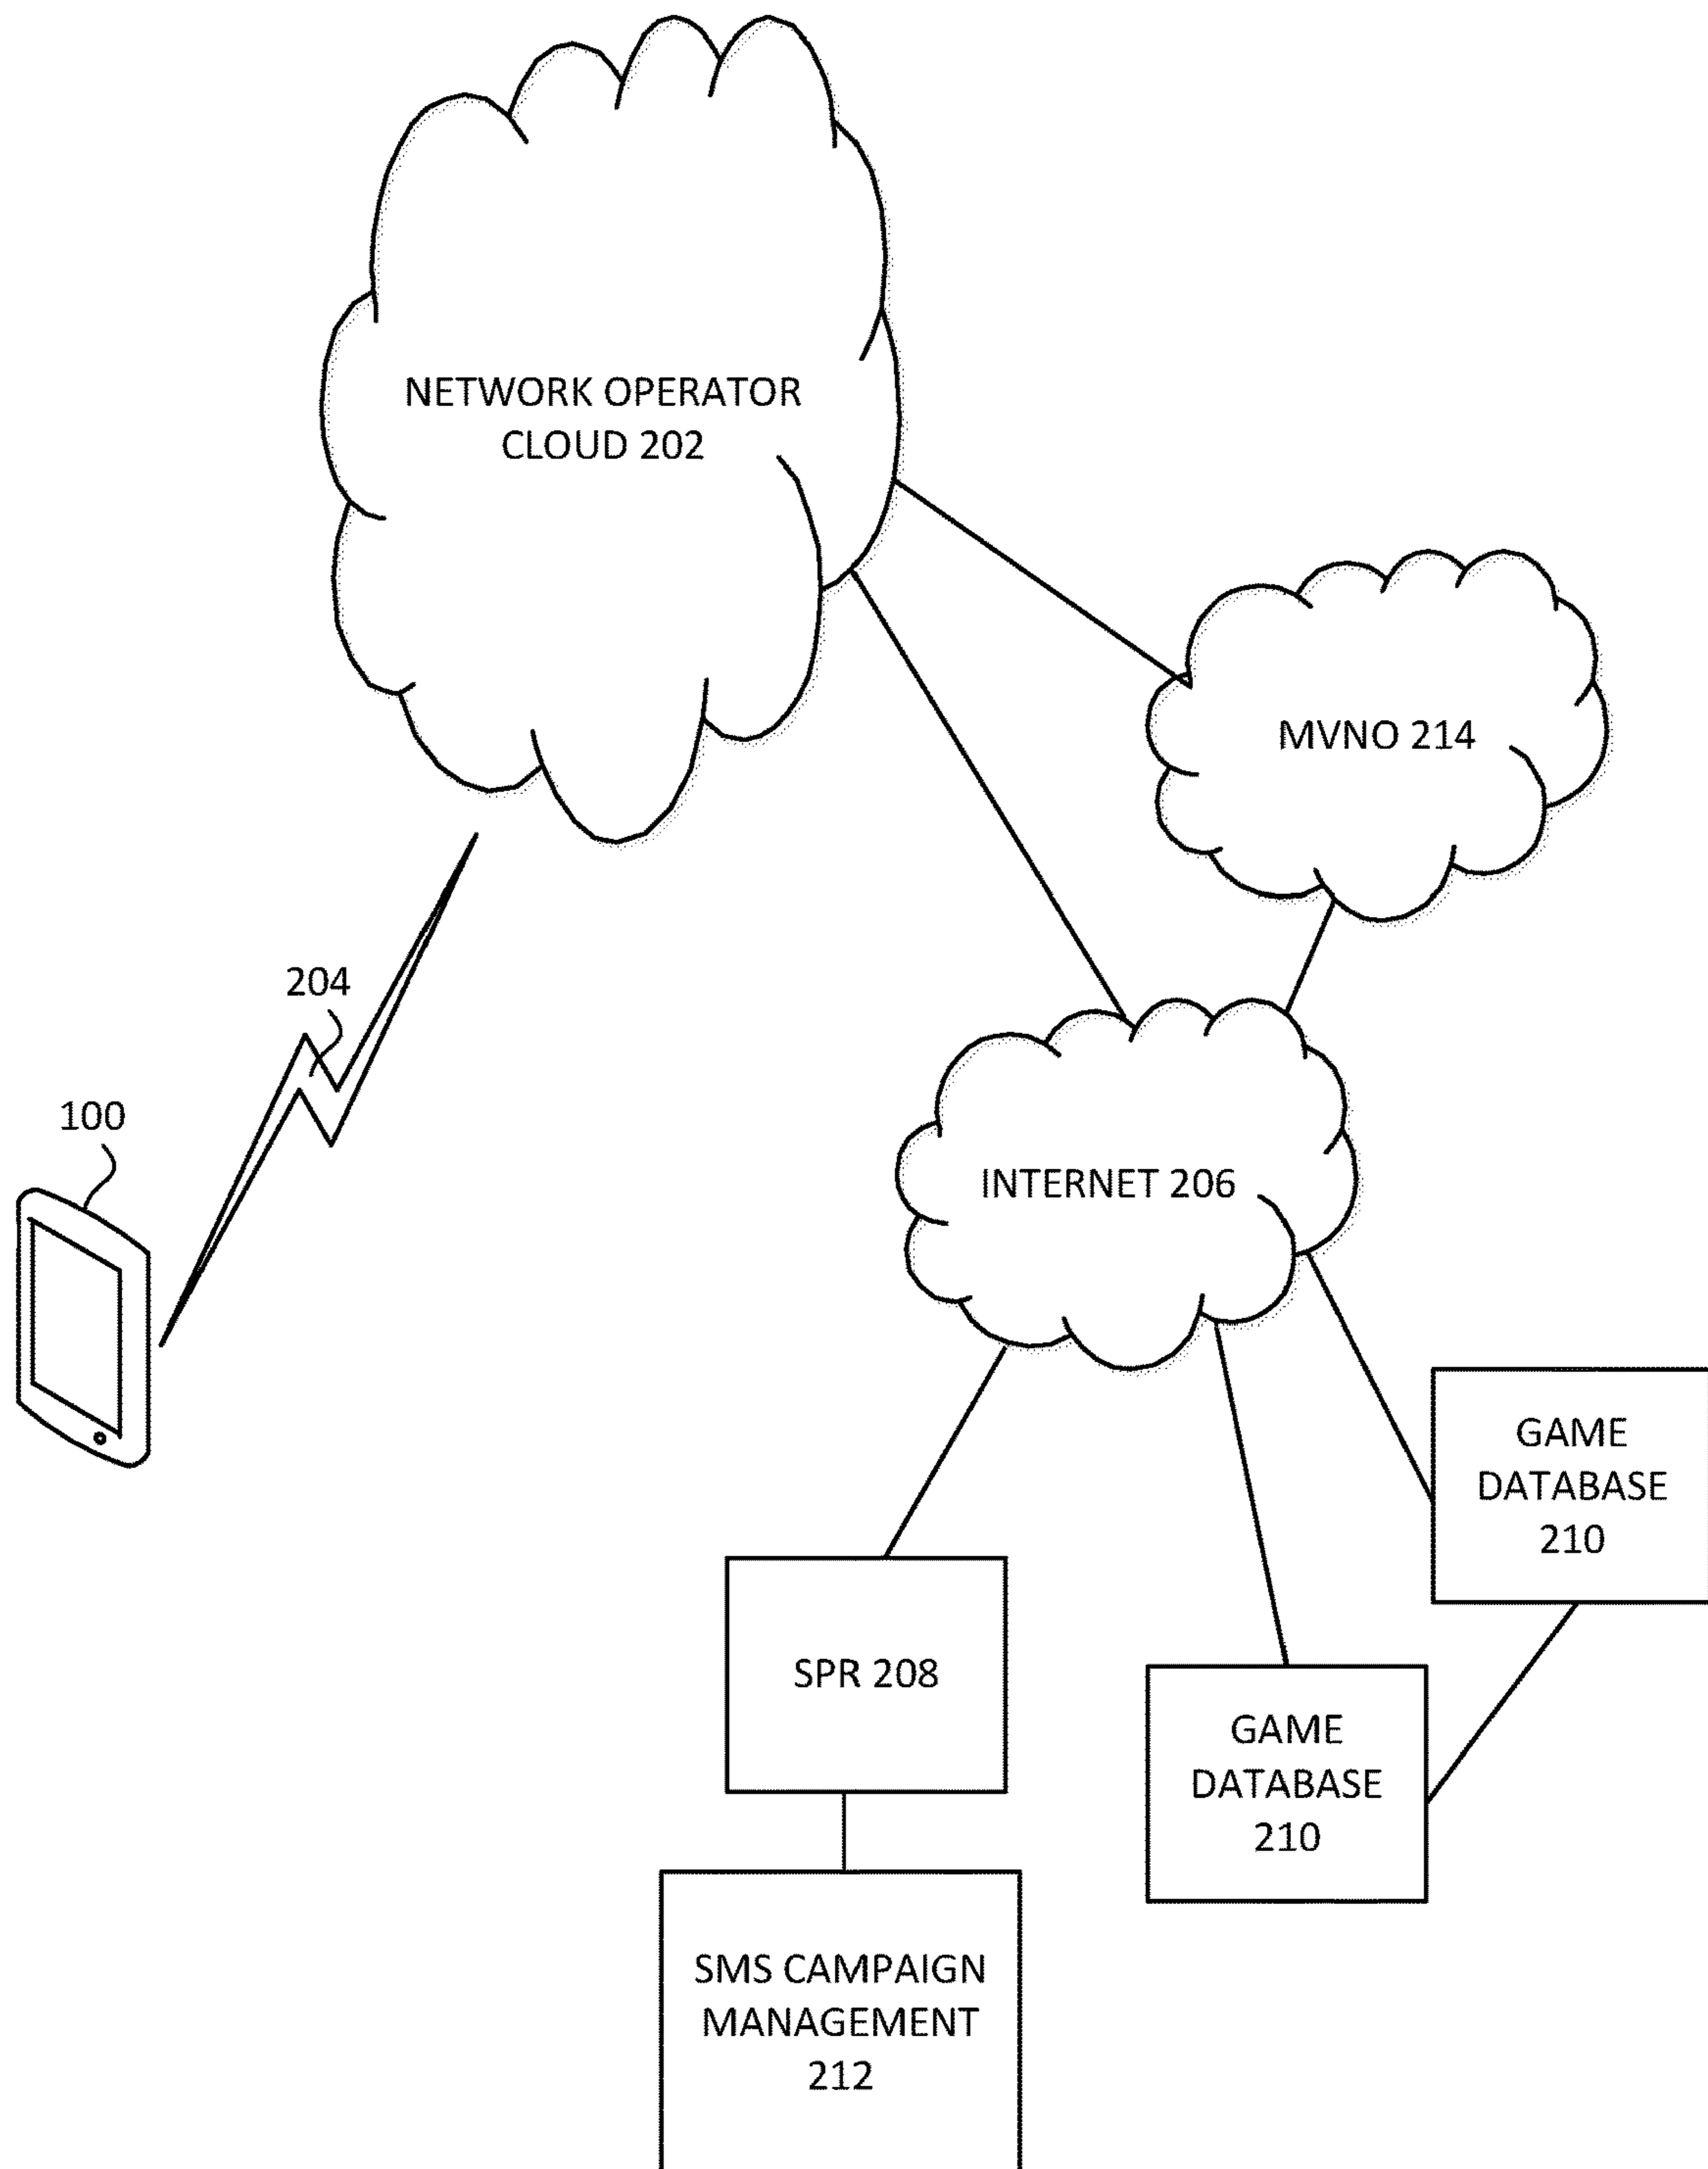 NETWORK OPERATOR
CLOUD 202
MVNO 214
204
100
INTERNET 206
GAME
DATABASE
210
SPR 208
GAME
DATABASE
210
SMS CAMPAIGN
MANAGEMENT
212